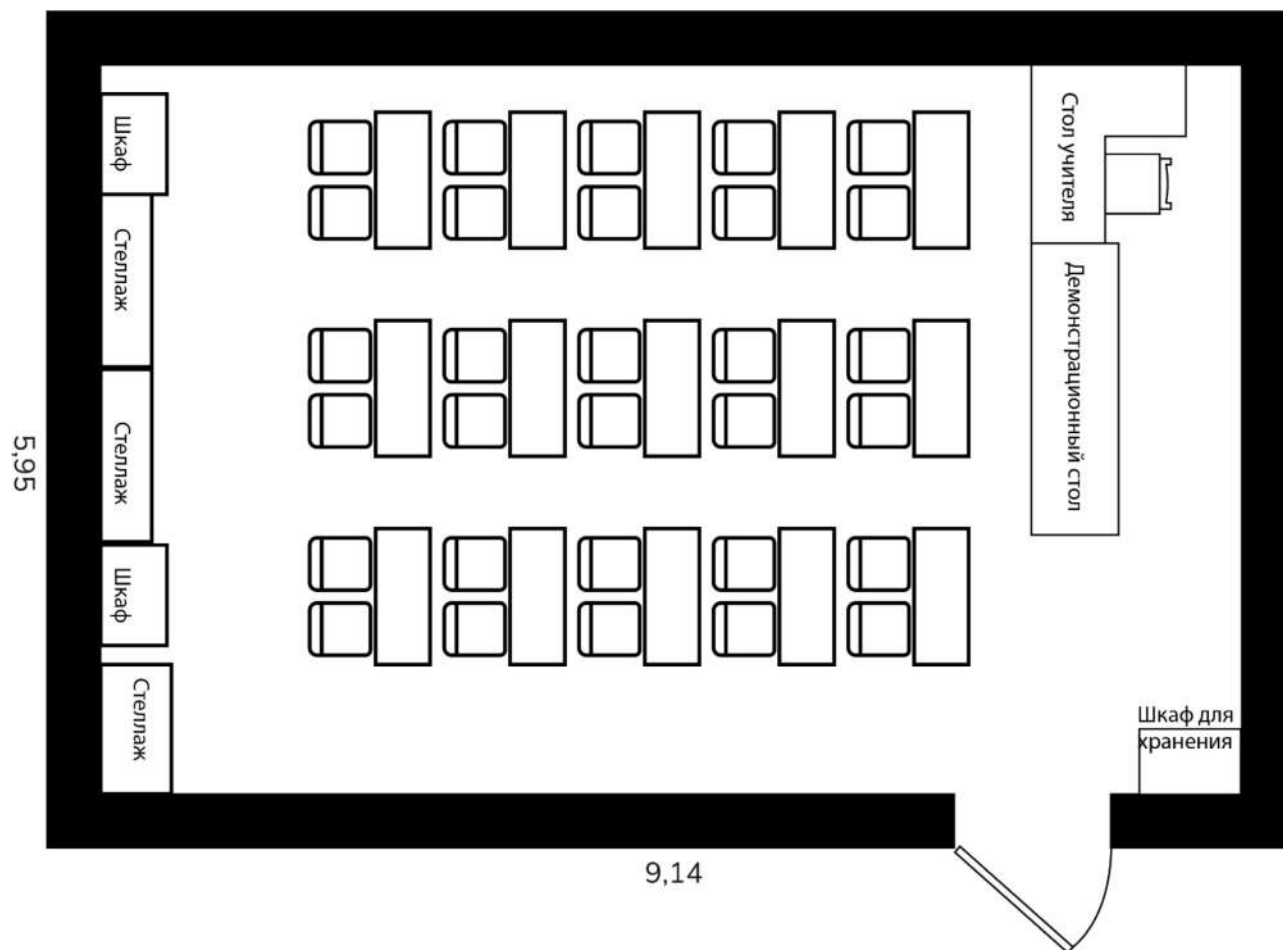 Шкаф
Стеллаж
Стеллаж
Шкаф
Стеллаж
Стол учителя
Демонстрационный стол
Шкаф для
хранения
5,95
9,14